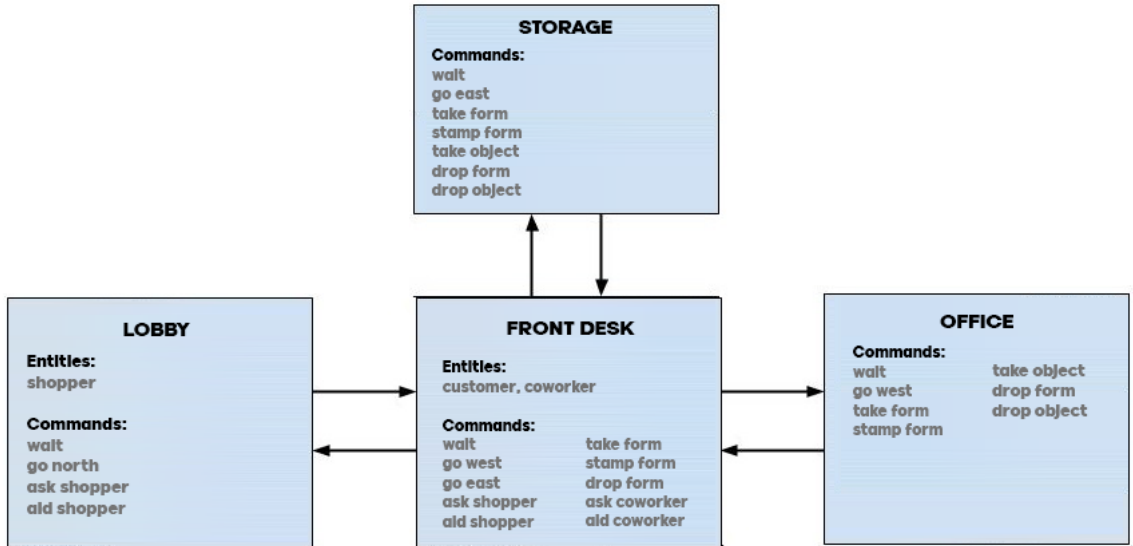 STORAGE
Commands:
wait
go east
take form
stamp form
take object
drop form
drop object
LOBBY
Entities:
shopper
Commands:
wait
go north
ask shopper
aid shopper
FRONT DESK
Entities:
customer, coworker
Commands:
wait
go west
go east
ask shopper
aid shopper
take form
stamp form
drop form
ask coworker
aid coworker
OFFICE
Commands:
wait
go west
take form
stamp form
take object
drop form
drop object